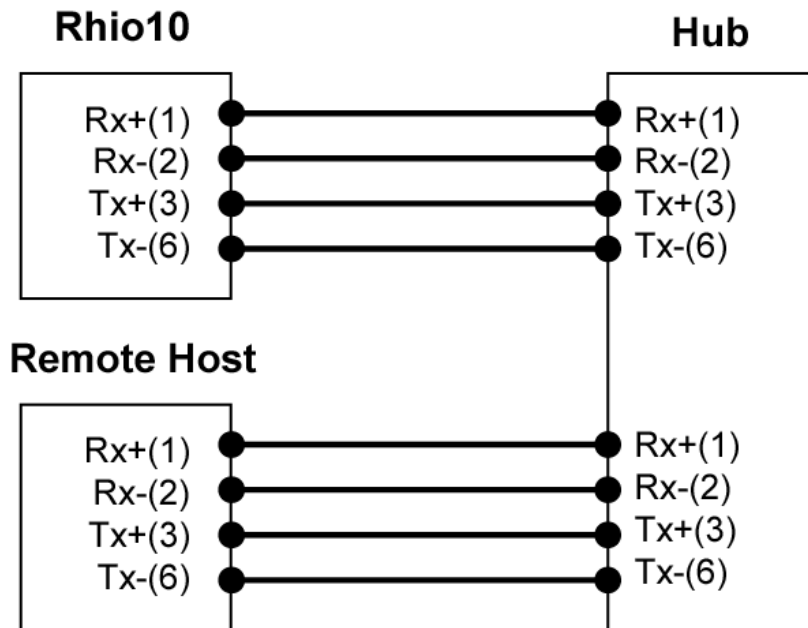 Rhio10
Hub
Rx+(1)
Rx-(2)
Tx+(3)
Tx-(6)
Rx+(1)
Rx-(2)
Tx+(3)
Tx-(6)
Remote Host
Rx+(1)
Rx-(2)
Tx+(3)
Tx-(6)
Rx+(1)
Rx-(2)
Tx+(3)
Tx-(6)